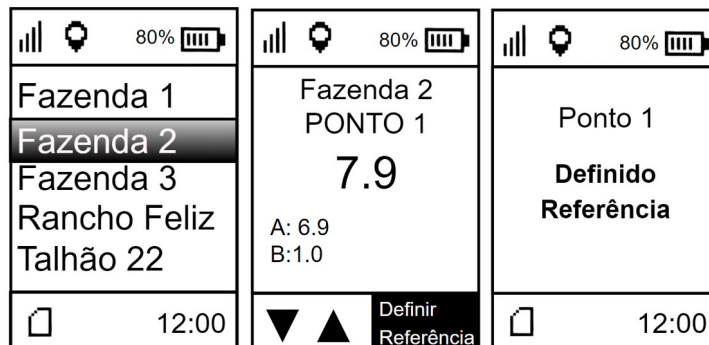 80%
Fazenda 1
Fazenda 2
Fazenda 3
Rancho Feliz
Talhão 22
12:00
80%
Fazenda 2
PONTO 1
7.9
A: 6.9
B:1.0
Definir
Referência
80%
Ponto 1
Definido
Referência
12:00